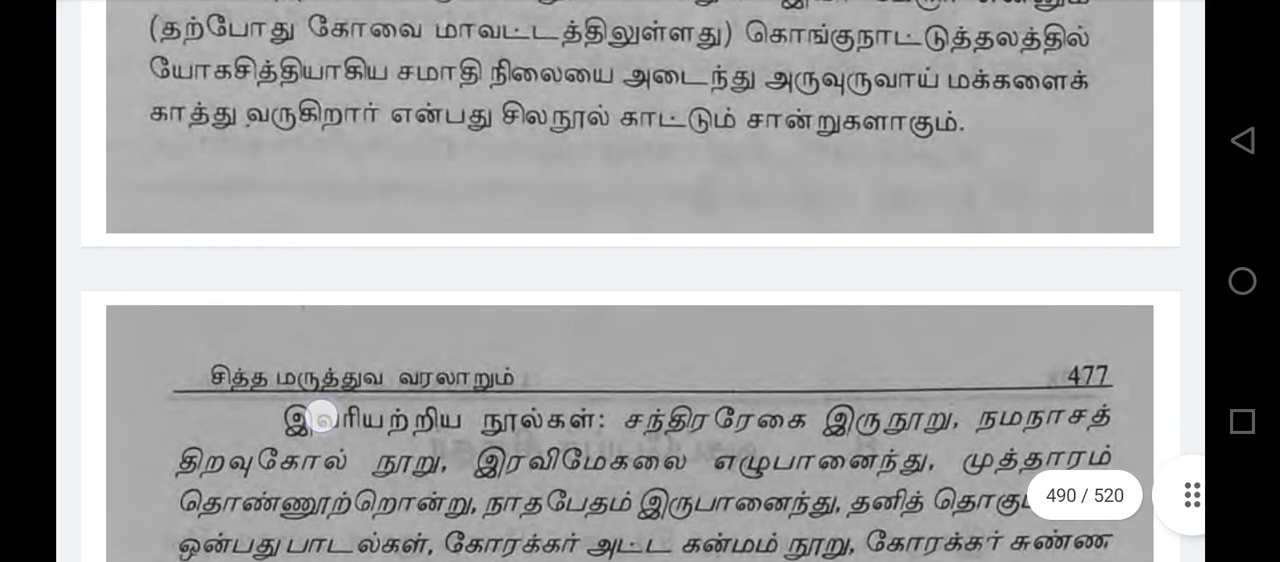 (தற்போது கோவை மாவட்டத்திலுள்ளது) கொங்குநாட்டுத்தலத்தில்
யோகசித்தியாகிய சமாதி நிலையை அடைந்து அருவுருவாய் மக்களைக்
காத்து வருகிறார் என்பது சிலநூல் காட்டும் சான்றுகளாகும்.
சித்த மருத்துவ வரலாறும் 477
இவரியற்றிய நூல்கள்: சந்திரரேகை இருநூறு, நமநாசத்
திறவுகோல் நூறு, இரவிமேகலை எழுபானைந்து, முத்தாரம்
தொண்ணூற்றொன்று, நாதபேதம் இருபானைந்து, தனித்
490 / 520
ஒன்பது பாடல்கள், கோரக்கர் அட்ட கன்மம் நூறு, கோரக்கர் சுண்ண